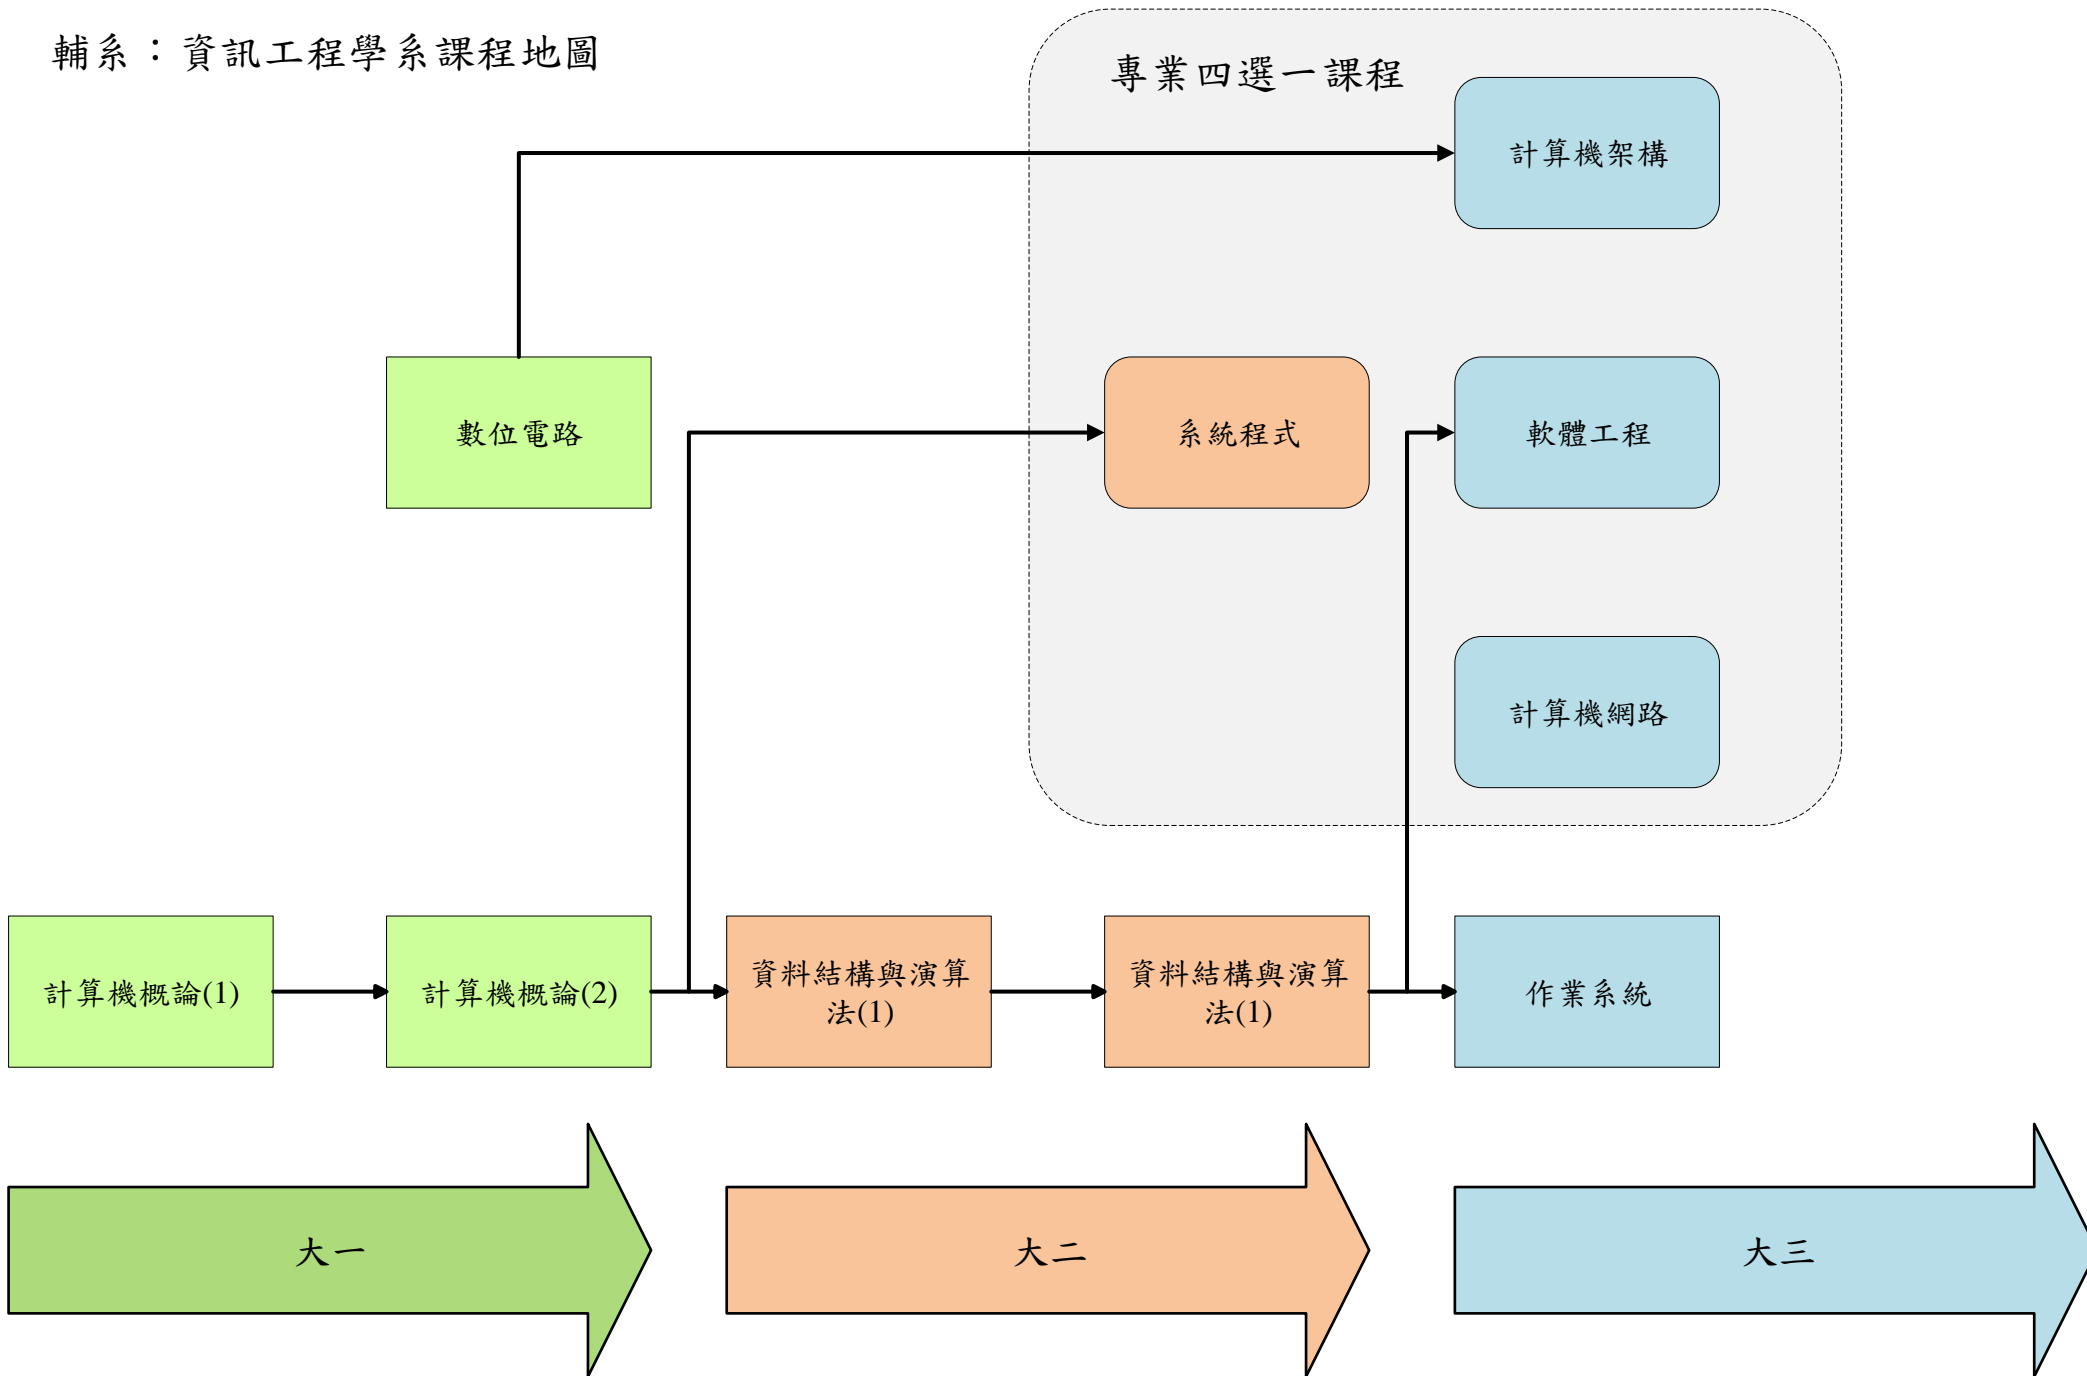 輔系：資訊工程學系課程地圖
專業四選一課程
計算機架構
數位電路
系統程式
軟體工程
計算機網路
計算機概論(1)
計算機概論(2)
資料結構與演算
法(1)
資料結構與演算
法(1)
作業系統
大一
大二
大三